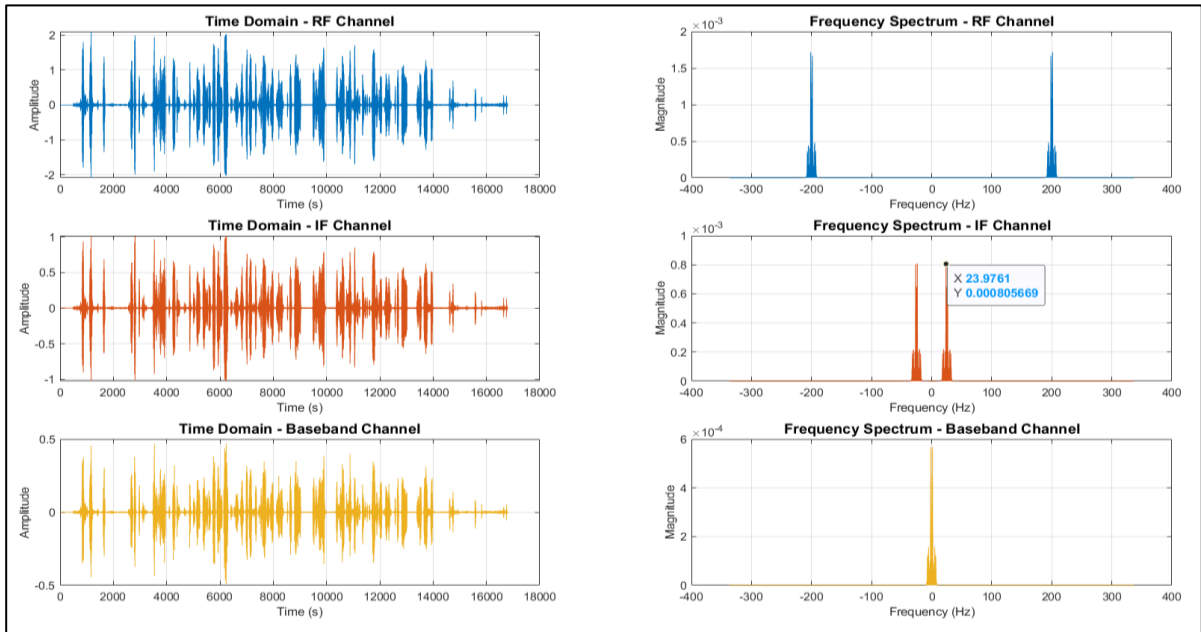 Time Domain - RF Channel
2
1
0
-1
-2
Amplitude
0 2000 4000 6000 8000 10000 12000 14000 16000 18000
Time (s)
Frequency Spectrum - RF Channel
×10⁻³
2
1.5
1
0.5
0
Magnitude
-400 -300 -200 -100 0 100 200 300 400
Frequency (Hz)
Time Domain - IF Channel
1
0.5
0
-0.5
-1
Amplitude
0 2000 4000 6000 8000 10000 12000 14000 16000 18000
Time (s)
Frequency Spectrum - IF Channel
×10⁻³
1
0.8
0.6
0.4
0.2
0
Magnitude
X 23.9761
Y 0.000805669
-400 -300 -200 -100 0 100 200 300 400
Frequency (Hz)
Time Domain - Baseband Channel
0.5
0
-0.5
Amplitude
0 2000 4000 6000 8000 10000 12000 14000 16000 18000
Time (s)
Frequency Spectrum - Baseband Channel
×10⁻⁴
6
4
2
0
Magnitude
-400 -300 -200 -100 0 100 200 300 400
Frequency (Hz)